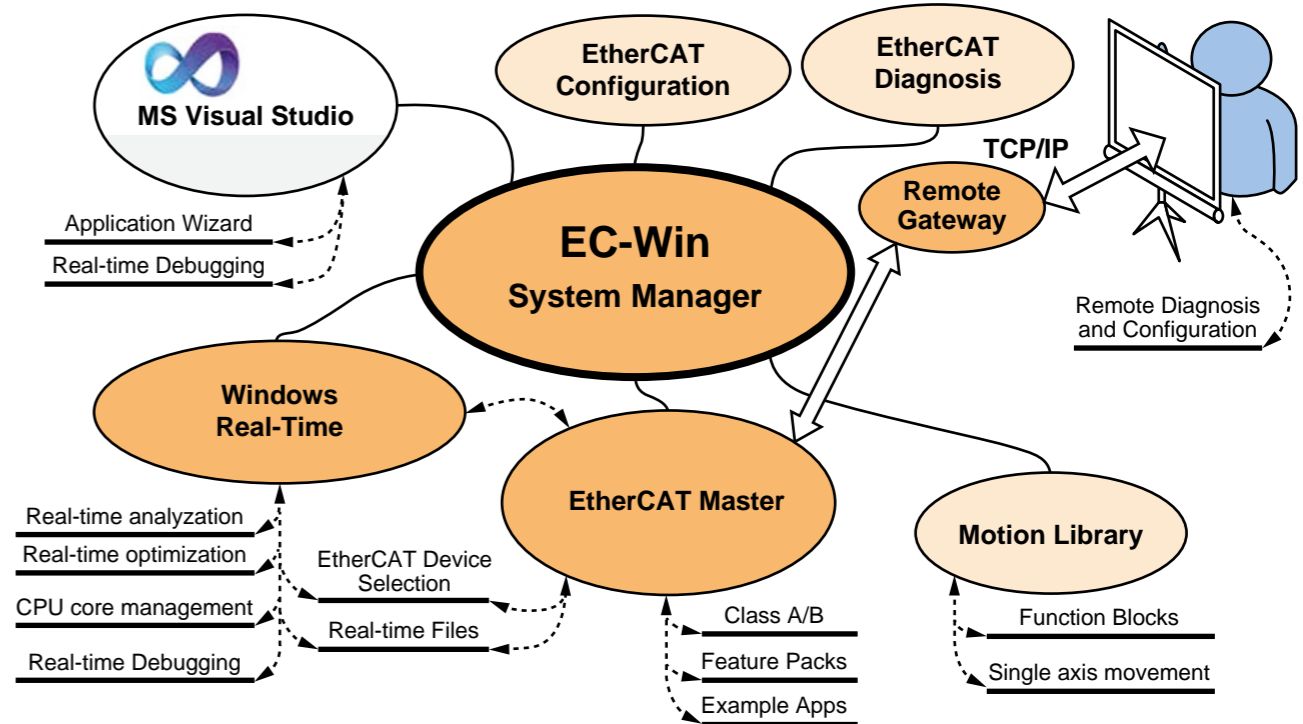 MS Visual Studio
EtherCAT
Configuration
EtherCAT
Diagnosis
TCP/IP
Remote
Gateway
Application Wizard
Real-time Debugging
EC-Win
System Manager
Remote Diagnosis
and Configuration
Windows
Real-Time
EtherCAT Master
Motion Library
Real-time analyzation
Real-time optimization
CPU core management
Real-time Debugging
EtherCAT Device
Selection
Real-time Files
Class A/B
Feature Packs
Example Apps
Function Blocks
Single axis movement